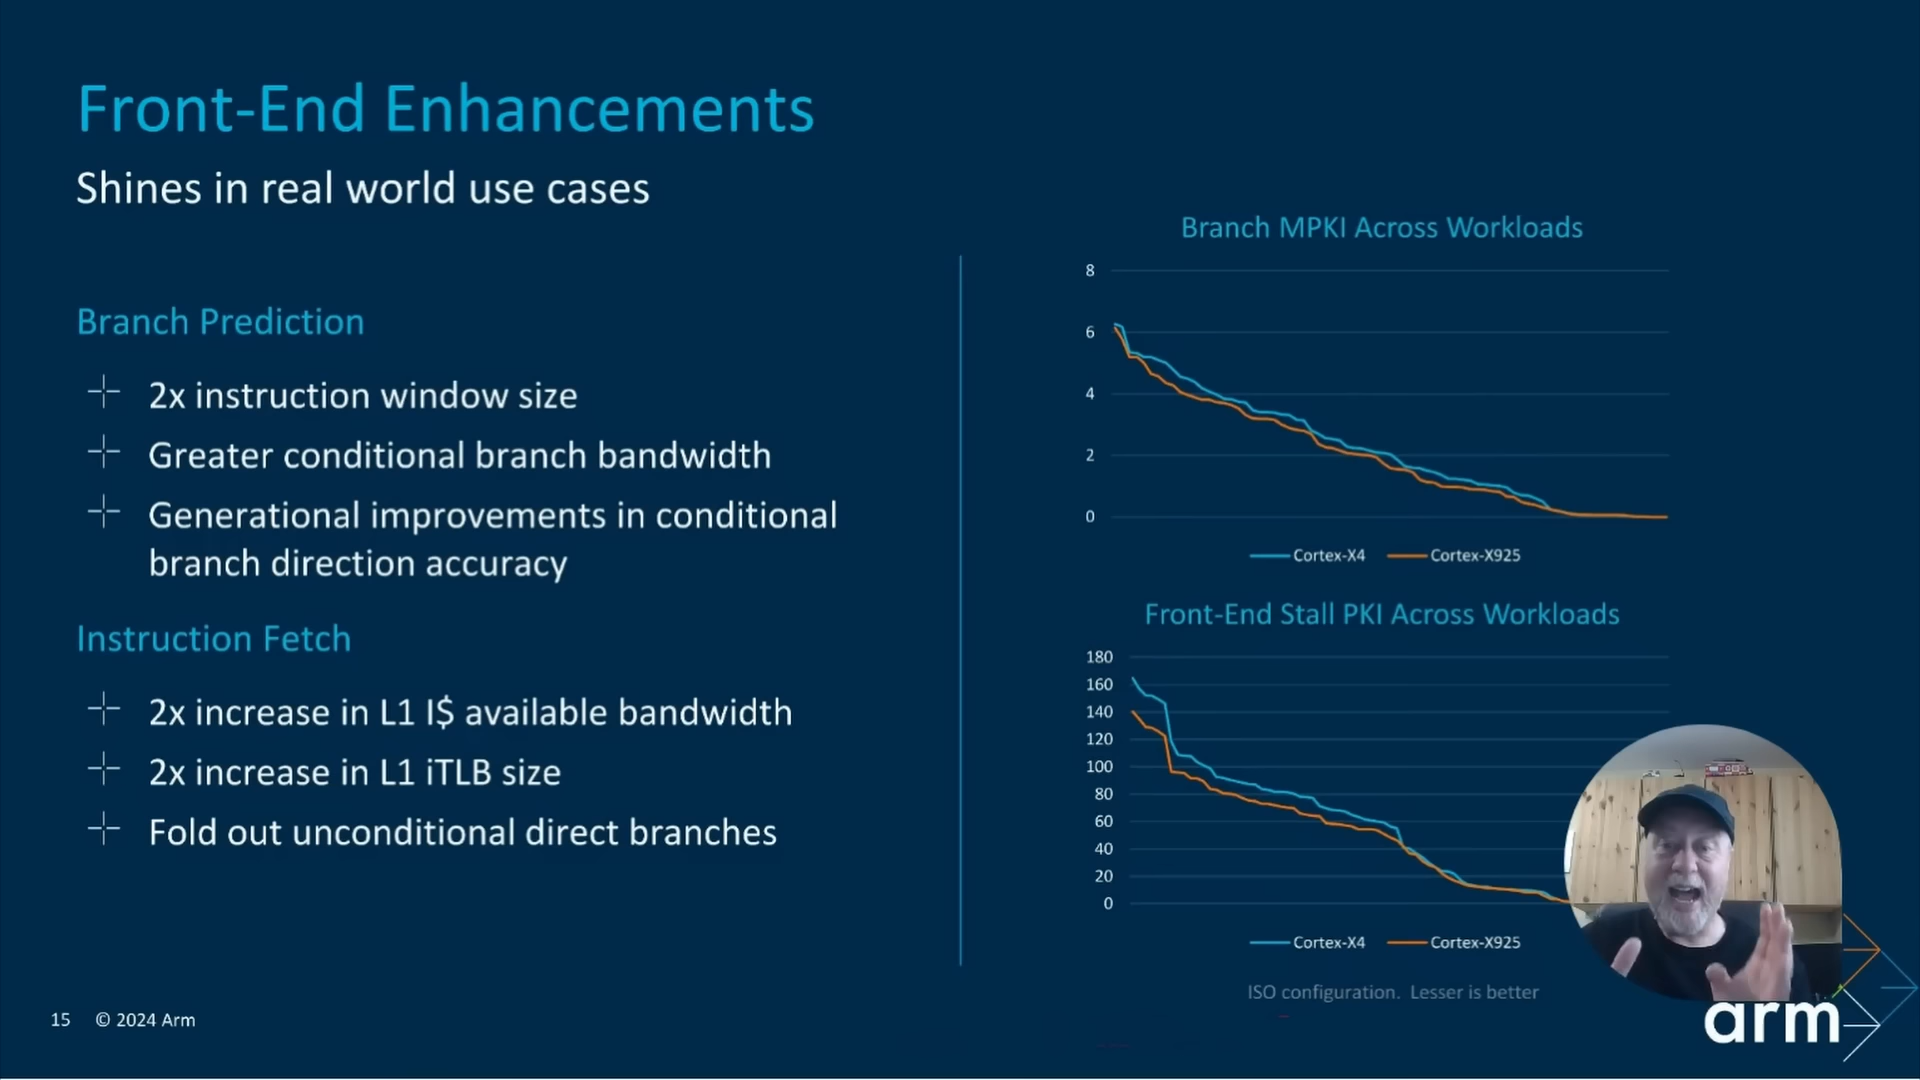 Front-End Enhancements
Shines in real world use cases
Branch Prediction
2x instruction window size
Greater conditional branch bandwidth
Generational improvements in conditional
branch direction accuracy
Instruction Fetch
2x increase in L1 I$ available bandwidth
2x increase in L1 iTLB size
Fold out unconditional direct branches
Branch MPKI Across Workloads
8
6
4
2
0
Cortex-X4 Cortex-X925
Front-End Stall PKI Across Workloads
180
160
140
120
100
80
60
40
20
0
Cortex-X4 Cortex-X925
ISO configuration. Lesser is better
15 © 2024 Arm
arm